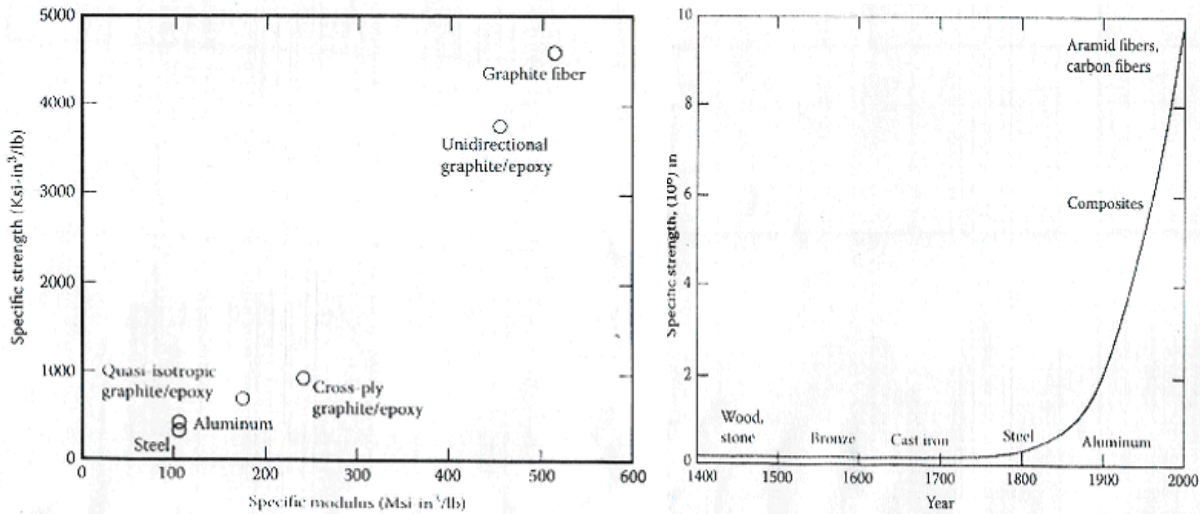 5000
4000
3000
2000
1000
0
Specific strength (Ksi-in³/lb)
Graphite fiber
Unidirectional
graphite/epoxy
Quasi-isotropic
graphite/epoxy
Cross-ply
graphite/epoxy
Aluminum
Steel
0 100 200 300 400 500 600
Specific modulus (Msi-in³/lb)
10
8
6
4
2
0
Specific strength, (10⁶) in
Aramid fibers,
carbon fibers
Composites
Wood,
stone
Bronze
Cast iron
Steel
Aluminum
1400 1500 1600 1700 1800 1900 2000
Year